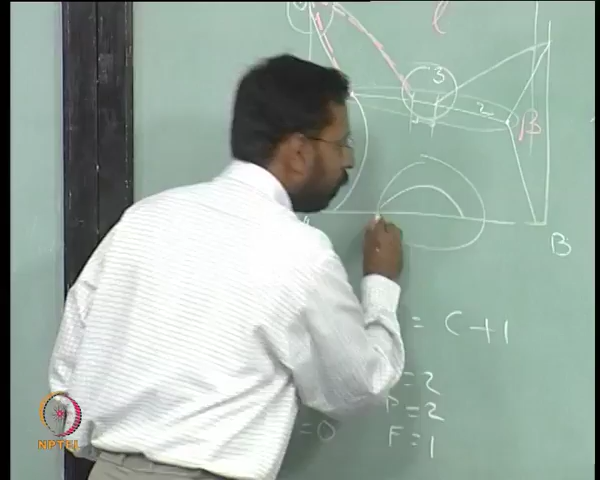 l
3
2
β
B
= C + 1
= 2
P = 2
F = 1
= 0
NPTEL